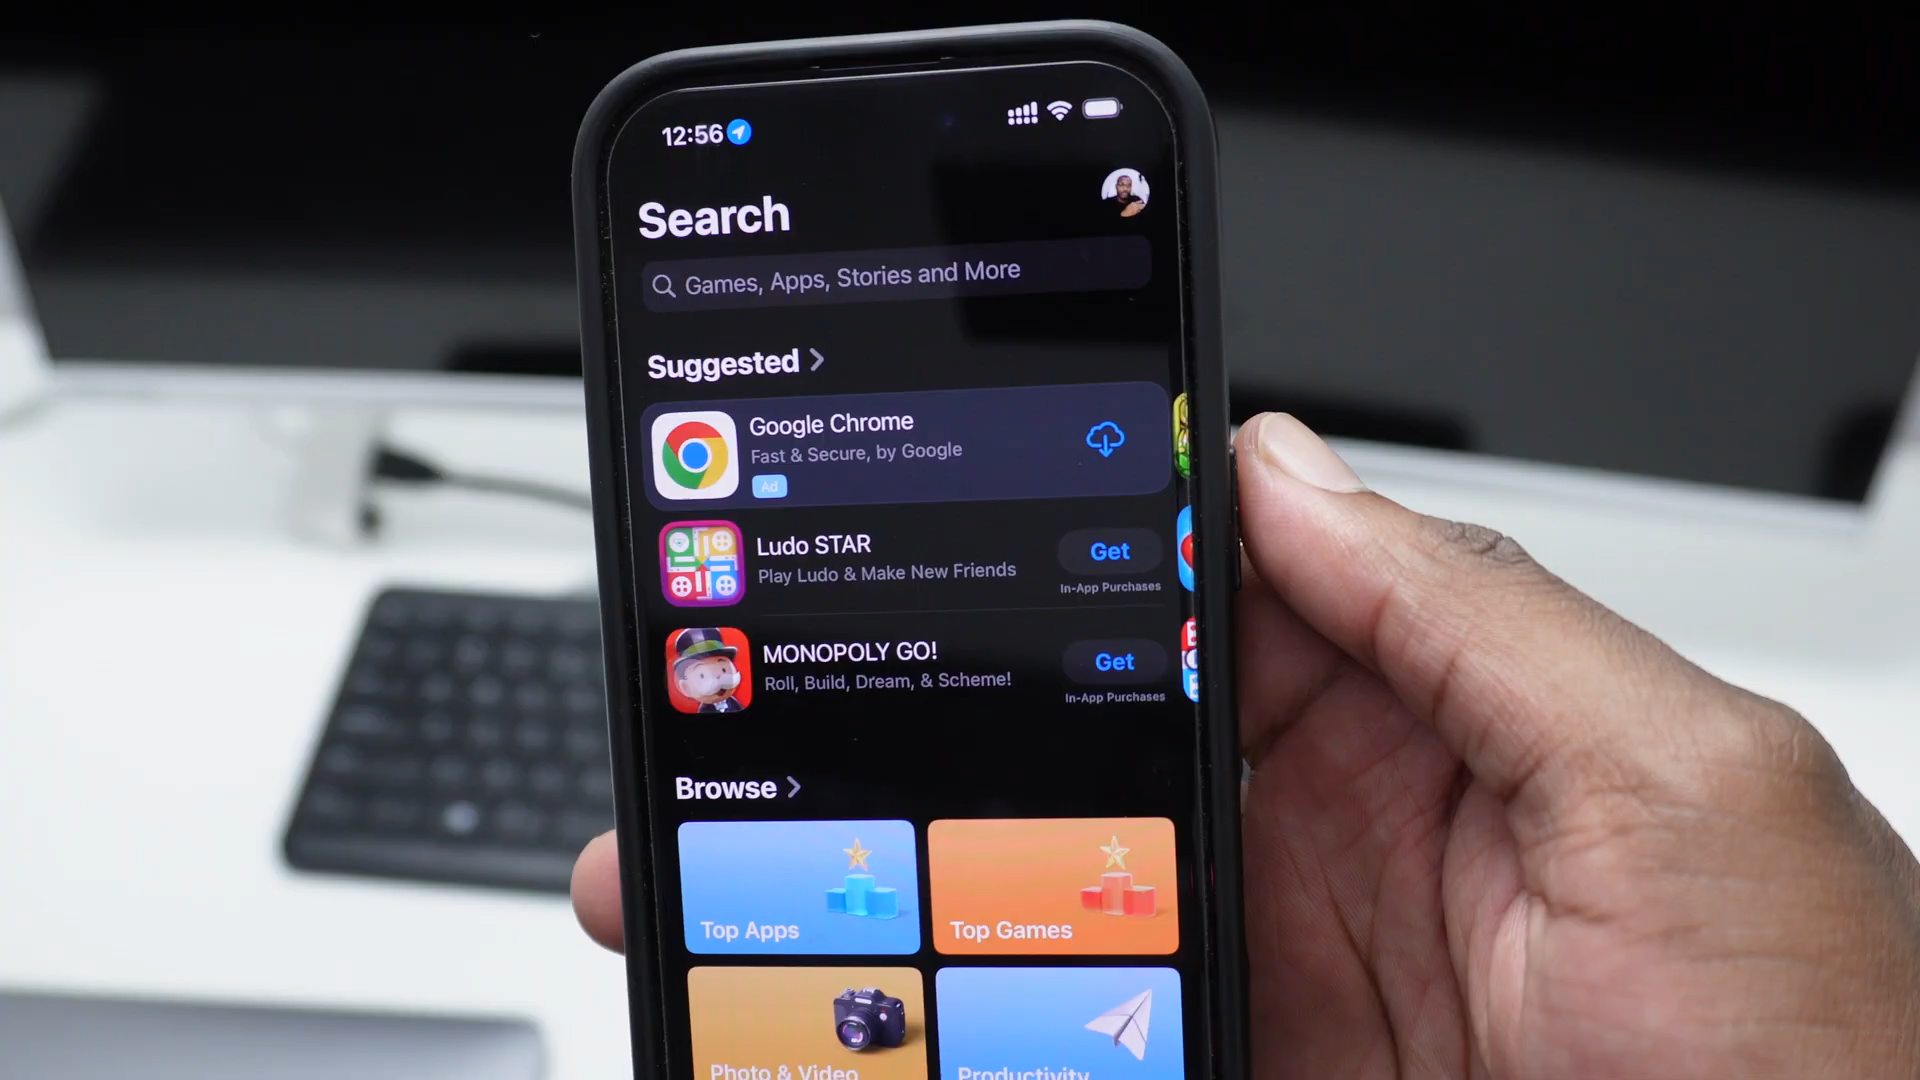 12:56
Search
Games, Apps, Stories and More
Suggested
Google Chrome
Fast & Secure, by Google
Ad
Ludo STAR
Play Ludo & Make New Friends
Get
In-App Purchases
MONOPOLY GO!
Roll, Build, Dream, & Scheme!
Get
In-App Purchases
Browse
Top Apps
Top Games
Photo & Video
Productivity